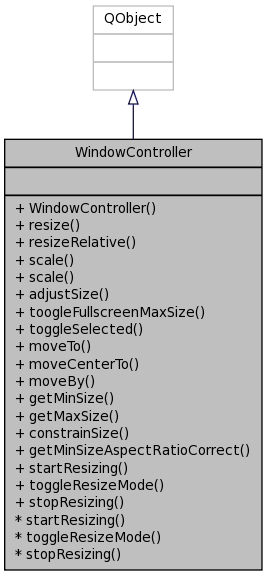 QObject
WindowController
+ WindowController()
+ resize()
+ resizeRelative()
+ scale()
+ scale()
+ adjustSize()
+ toogleFullscreenMaxSize()
+ toggleSelected()
+ moveTo()
+ moveCenterTo()
+ moveBy()
+ getMinSize()
+ getMaxSize()
+ constrainSize()
+ getMinSizeAspectRatioCorrect()
+ startResizing()
+ toggleResizeMode()
+ stopResizing()
* startResizing()
* toggleResizeMode()
* stopResizing()